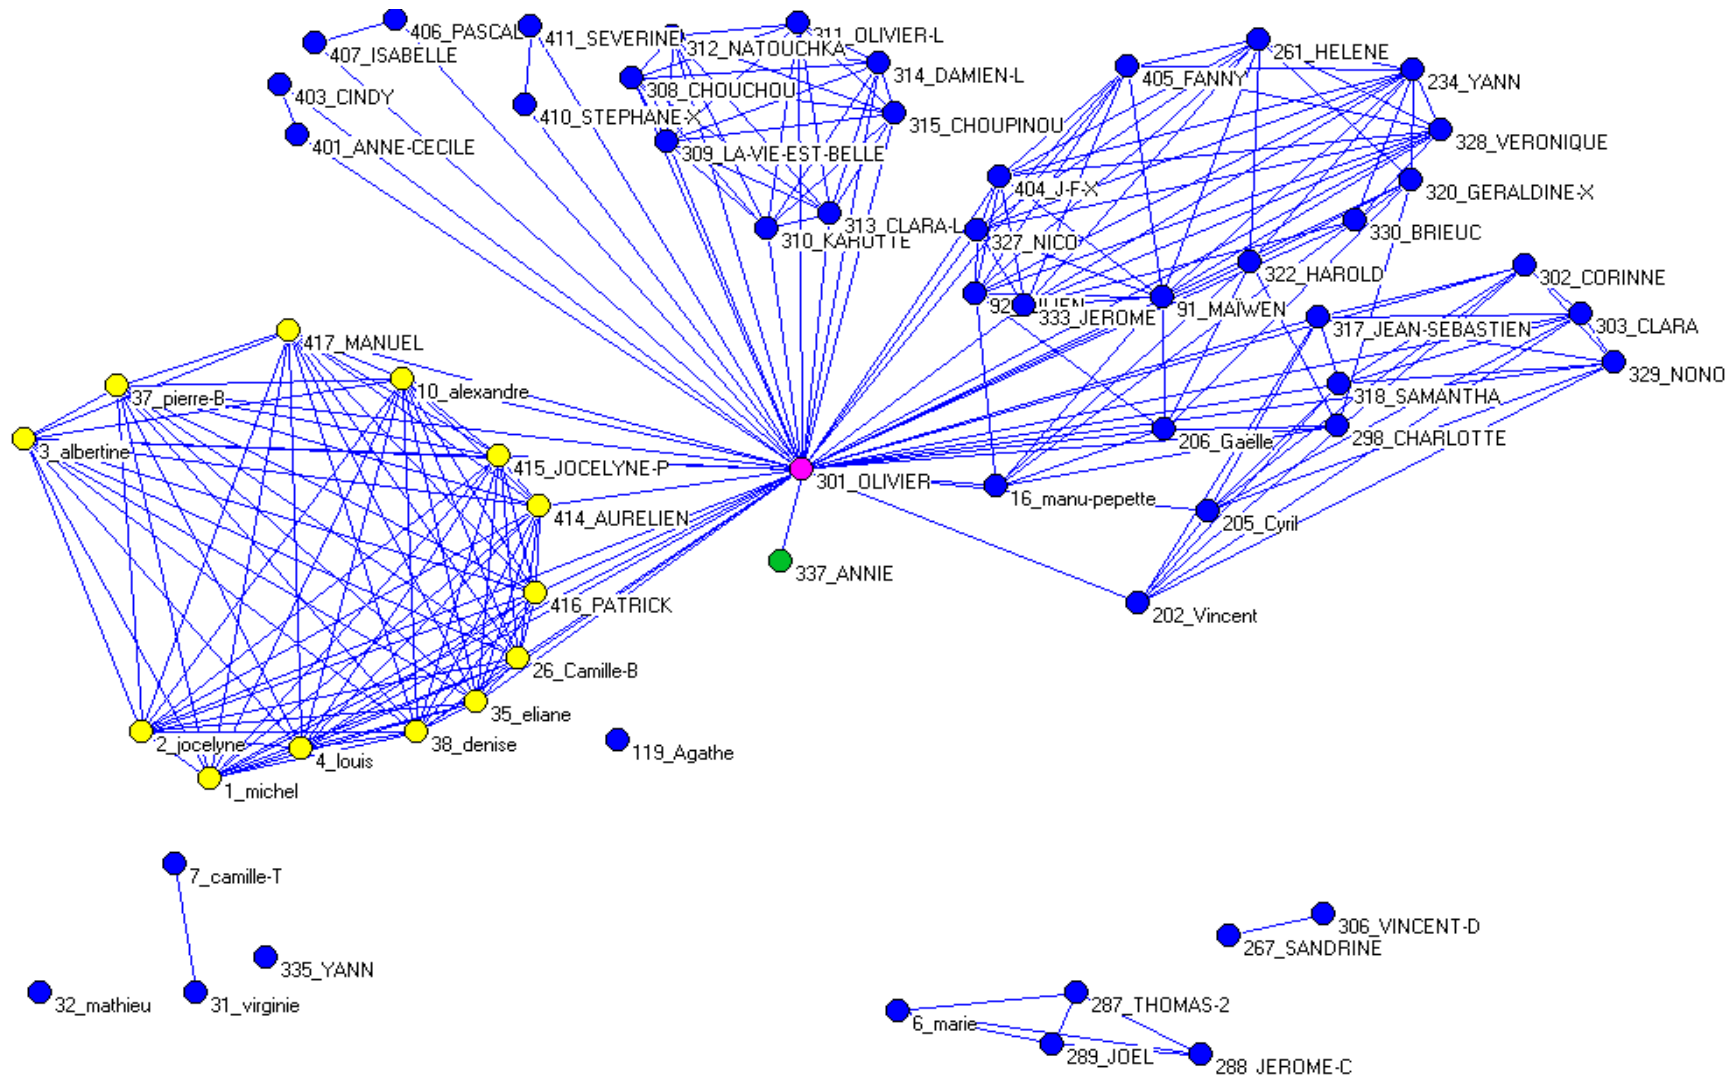 406_PASCAL
407_ISABELLE
411_SEVERINE
312_NATOUCHKA
311_OLIVIER-L
261_HELENE
405_FANNY
314_DAMIEN-L
234_YANN
308_CHOUCHOU
403_CINDY
410_STEPHANE-X
315_CHOUPINOU
401_ANNE-CECILE
309_LA-VIE-EST-BELLE
328_VERONIQUE
404_J-F-X
320_GERALDINE-X
313_CLARA-L
310_KAROTTE
327_NICO
330_BRIEUC
322_HAROLD
302_CORINNE
333_JEROME
91_MAÏWEN
317_JEAN-SEBASTIEN
303_CLARA
417_MANUEL
329_NONO
10_alexandre
37_pierre-B
318_SAMANTHA
206_Gaëlle
298_CHARLOTTE
3_albertine
415_JOCELYNE-P
301_OLIVIER
16_manu-pepette
414_AURELIEN
205_Cyril
337_ANNIE
416_PATRICK
202_Vincent
26_Camille-B
35_eliane
2_jocelyne
38_denise
4_louis
119_Agathe
1_michel
7_camille-T
306_VINCENT-D
267_SANDRINE
335_YANN
32_mathieu
31_virginie
287_THOMAS-2
6_marie
289_JOEL
288_JEROME-C